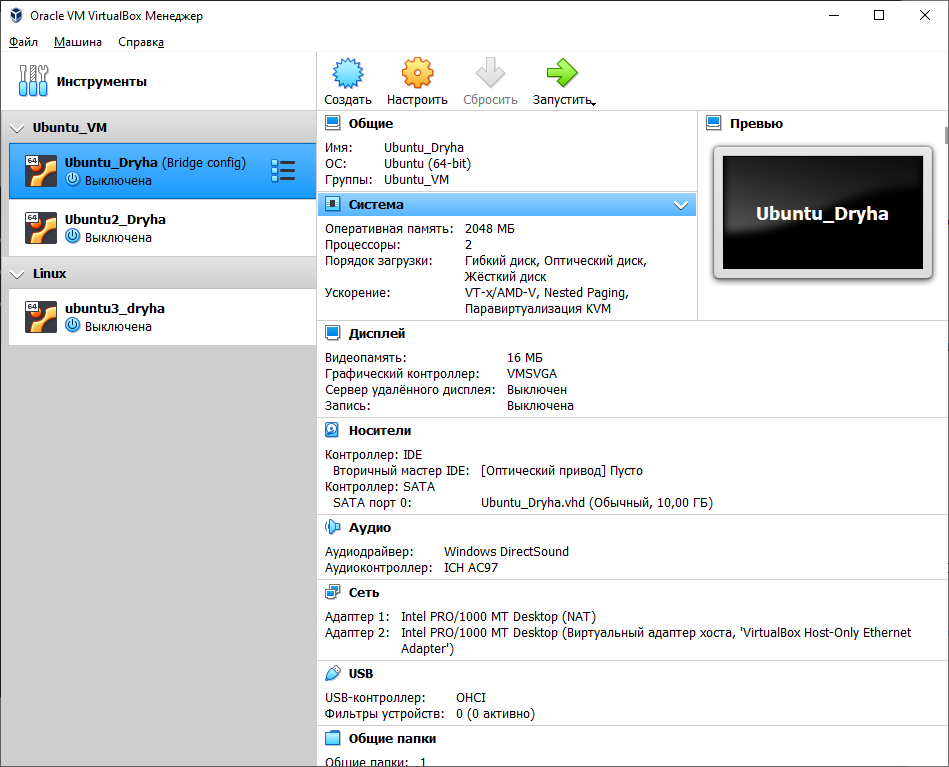 Oracle VM VirtualBox Менеджер
Файл Машина Справка
Инструменты
Создать Настроить Сбросить Запустить
Ubuntu_VM
64
Ubuntu_Dryha (Bridge config)
Выключена
64
Ubuntu2_Dryha
Выключена
Linux
64
ubuntu3_dryha
Выключена
Общие
Имя: Ubuntu_Dryha
ОС: Ubuntu (64-bit)
Группы: Ubuntu_VM
Превью
Ubuntu_Dryha
Система
Оперативная память: 2048 МБ
Процессоры: 2
Порядок загрузки: Гибкий диск, Оптический диск,
Жёсткий диск
Ускорение: VT-x/AMD-V, Nested Paging,
Паравиртуализация KVM
Дисплей
Видеопамять: 16 МБ
Графический контроллер: VMSVGA
Сервер удалённого дисплея: Выключен
Запись: Выключена
Носители
Контроллер: IDE
Вторичный мастер IDE: [Оптический привод] Пусто
Контроллер: SATA
SATA порт 0: Ubuntu_Dryha.vhd (Обычный, 10,00 ГБ)
Аудио
Аудиодрайвер: Windows DirectSound
Аудиоконтроллер: ICH AC97
Сеть
Адаптер 1: Intel PRO/1000 MT Desktop (NAT)
Адаптер 2: Intel PRO/1000 MT Desktop (Виртуальный адаптер хоста, 'VirtualBox Host-Only Ethernet
Adapter')
USB
USB-контроллер: OHCI
Фильтры устройств: 0 (0 активно)
Общие папки
Общие папки: 1